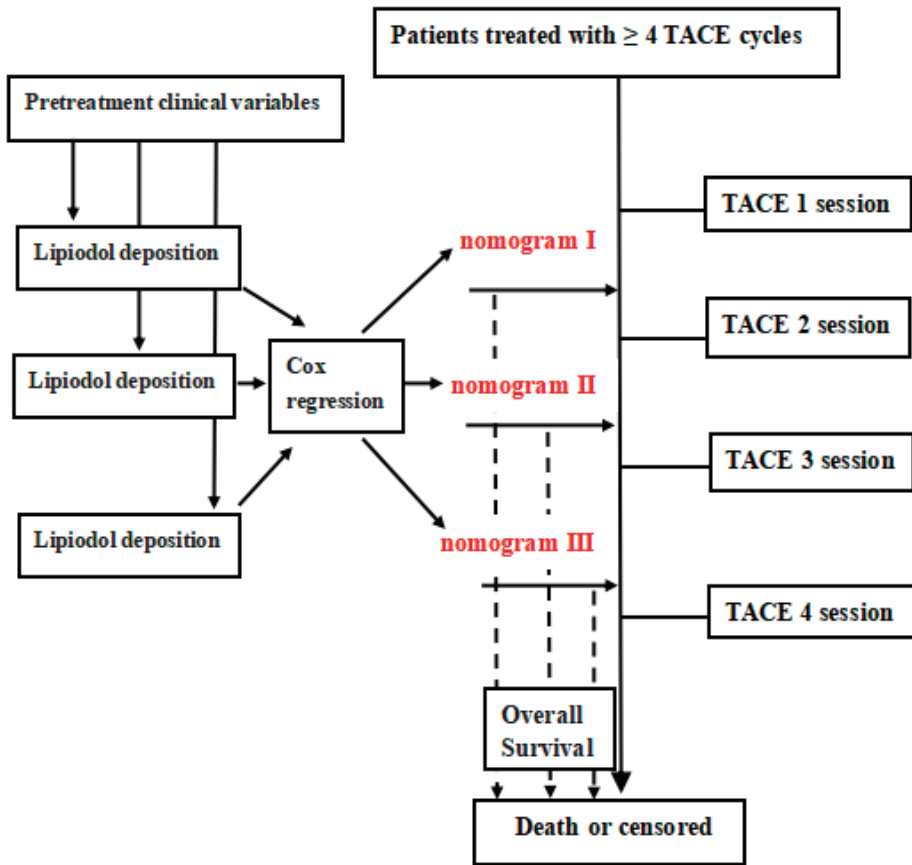 Patients treated with ≥ 4 TACE cycles
Pretreatment clinical variables
TACE 1 session
Lipiodol deposition
nomogram I
TACE 2 session
Lipiodol deposition
Cox
regression
nomogram II
TACE 3 session
Lipiodol deposition
nomogram III
TACE 4 session
Overall
Survival
Death or censored